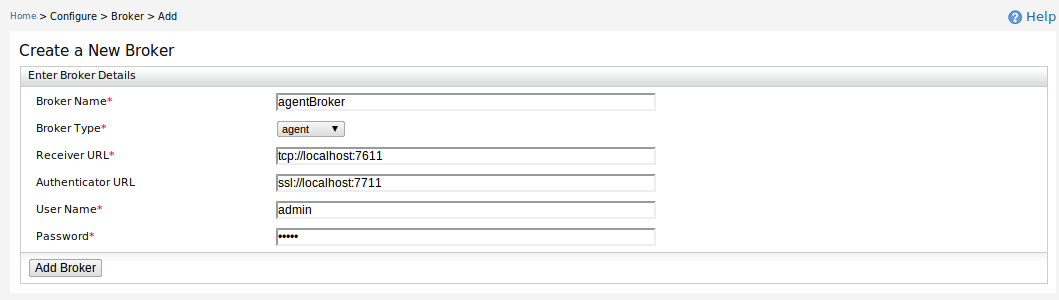 Home > Configure > Broker > Add
Help
Create a New Broker
Enter Broker Details
Broker Name* agentBroker
Broker Type* agent
Receiver URL* tcp://localhost:7611
Authenticator URL ssl://localhost:7711
User Name* admin
Password* •••••
Add Broker